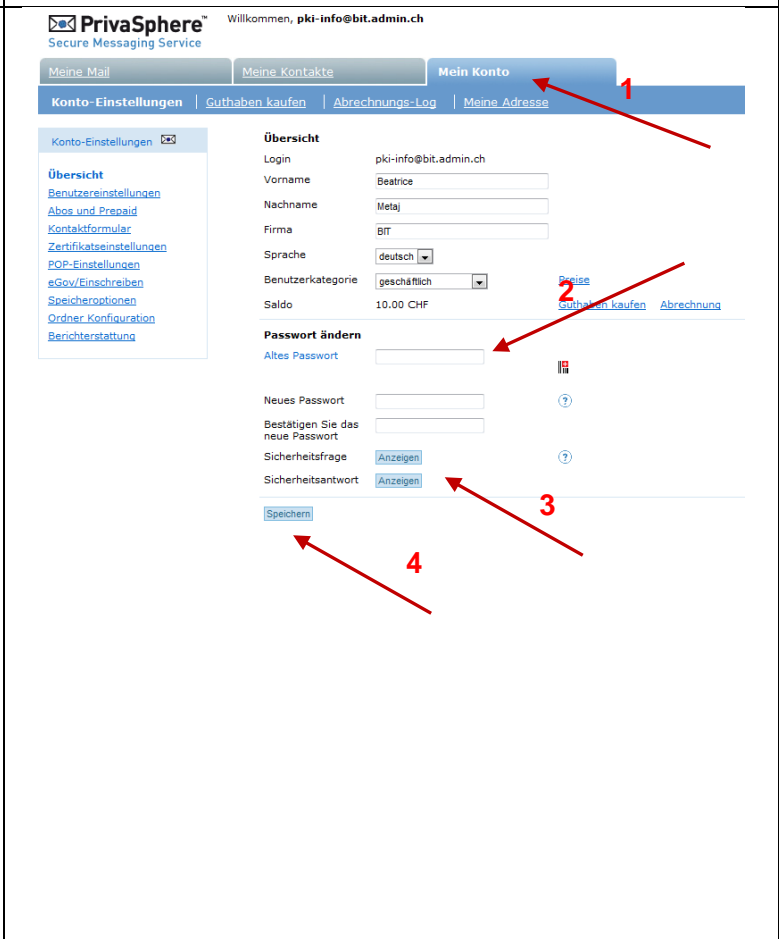 PrivaSphere™ Willkommen, pki-info@bit.admin.ch
Secure Messaging Service
Meine Mail Meine Kontakte Mein Konto
1
Konto-Einstellungen | Guthaben kaufen | Abrechnungs-Log | Meine Adresse
Konto-Einstellungen
Übersicht
Benutzereinstellungen
Abos und Prepaid
Kontaktformular
Zertifikatseinstellungen
POP-Einstellungen
eGov/Einschreiben
Speicheroptionen
Ordner Konfiguration
Berichterstattung
Übersicht
Login pki-info@bit.admin.ch
Vorname Beatrice
Nachname Metaj
Firma BIT
Sprache deutsch
Benutzerkategorie geschäftlich Preise
2
Saldo 10.00 CHF Guthaben kaufen Abrechnung
Passwort ändern
Altes Passwort
Neues Passwort ?
Bestätigen Sie das
neue Passwort
Sicherheitsfrage Anzeigen ?
Sicherheitsantwort Anzeigen
3
Speichern
4